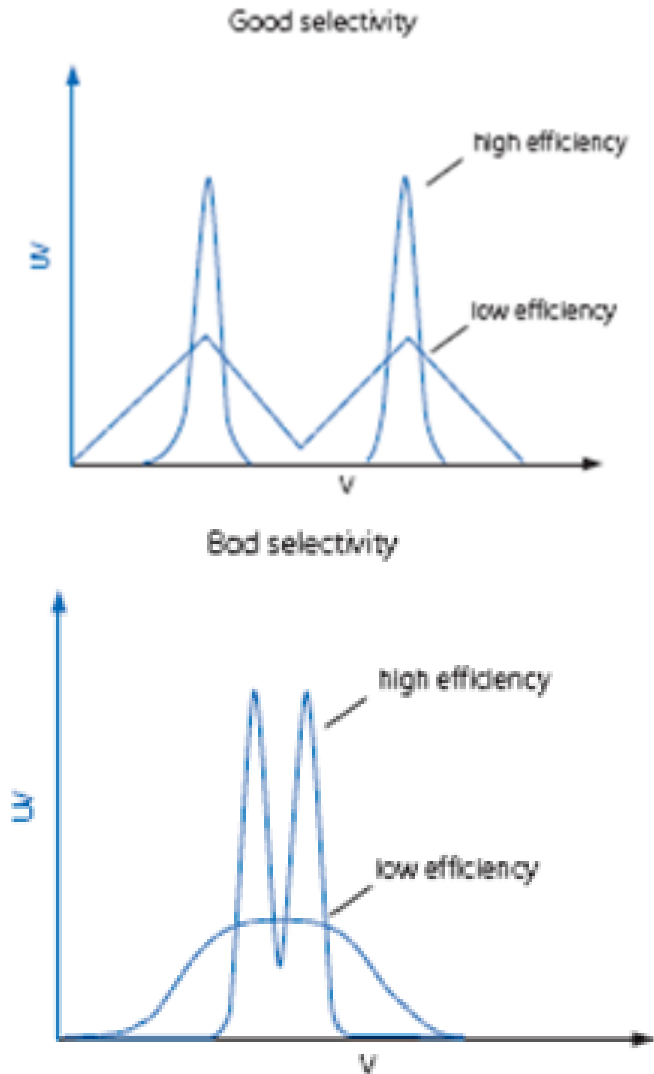 Good selectivity
high efficiency
UV
low efficiency
V
Bad selectivity
high efficiency
UV
low efficiency
V